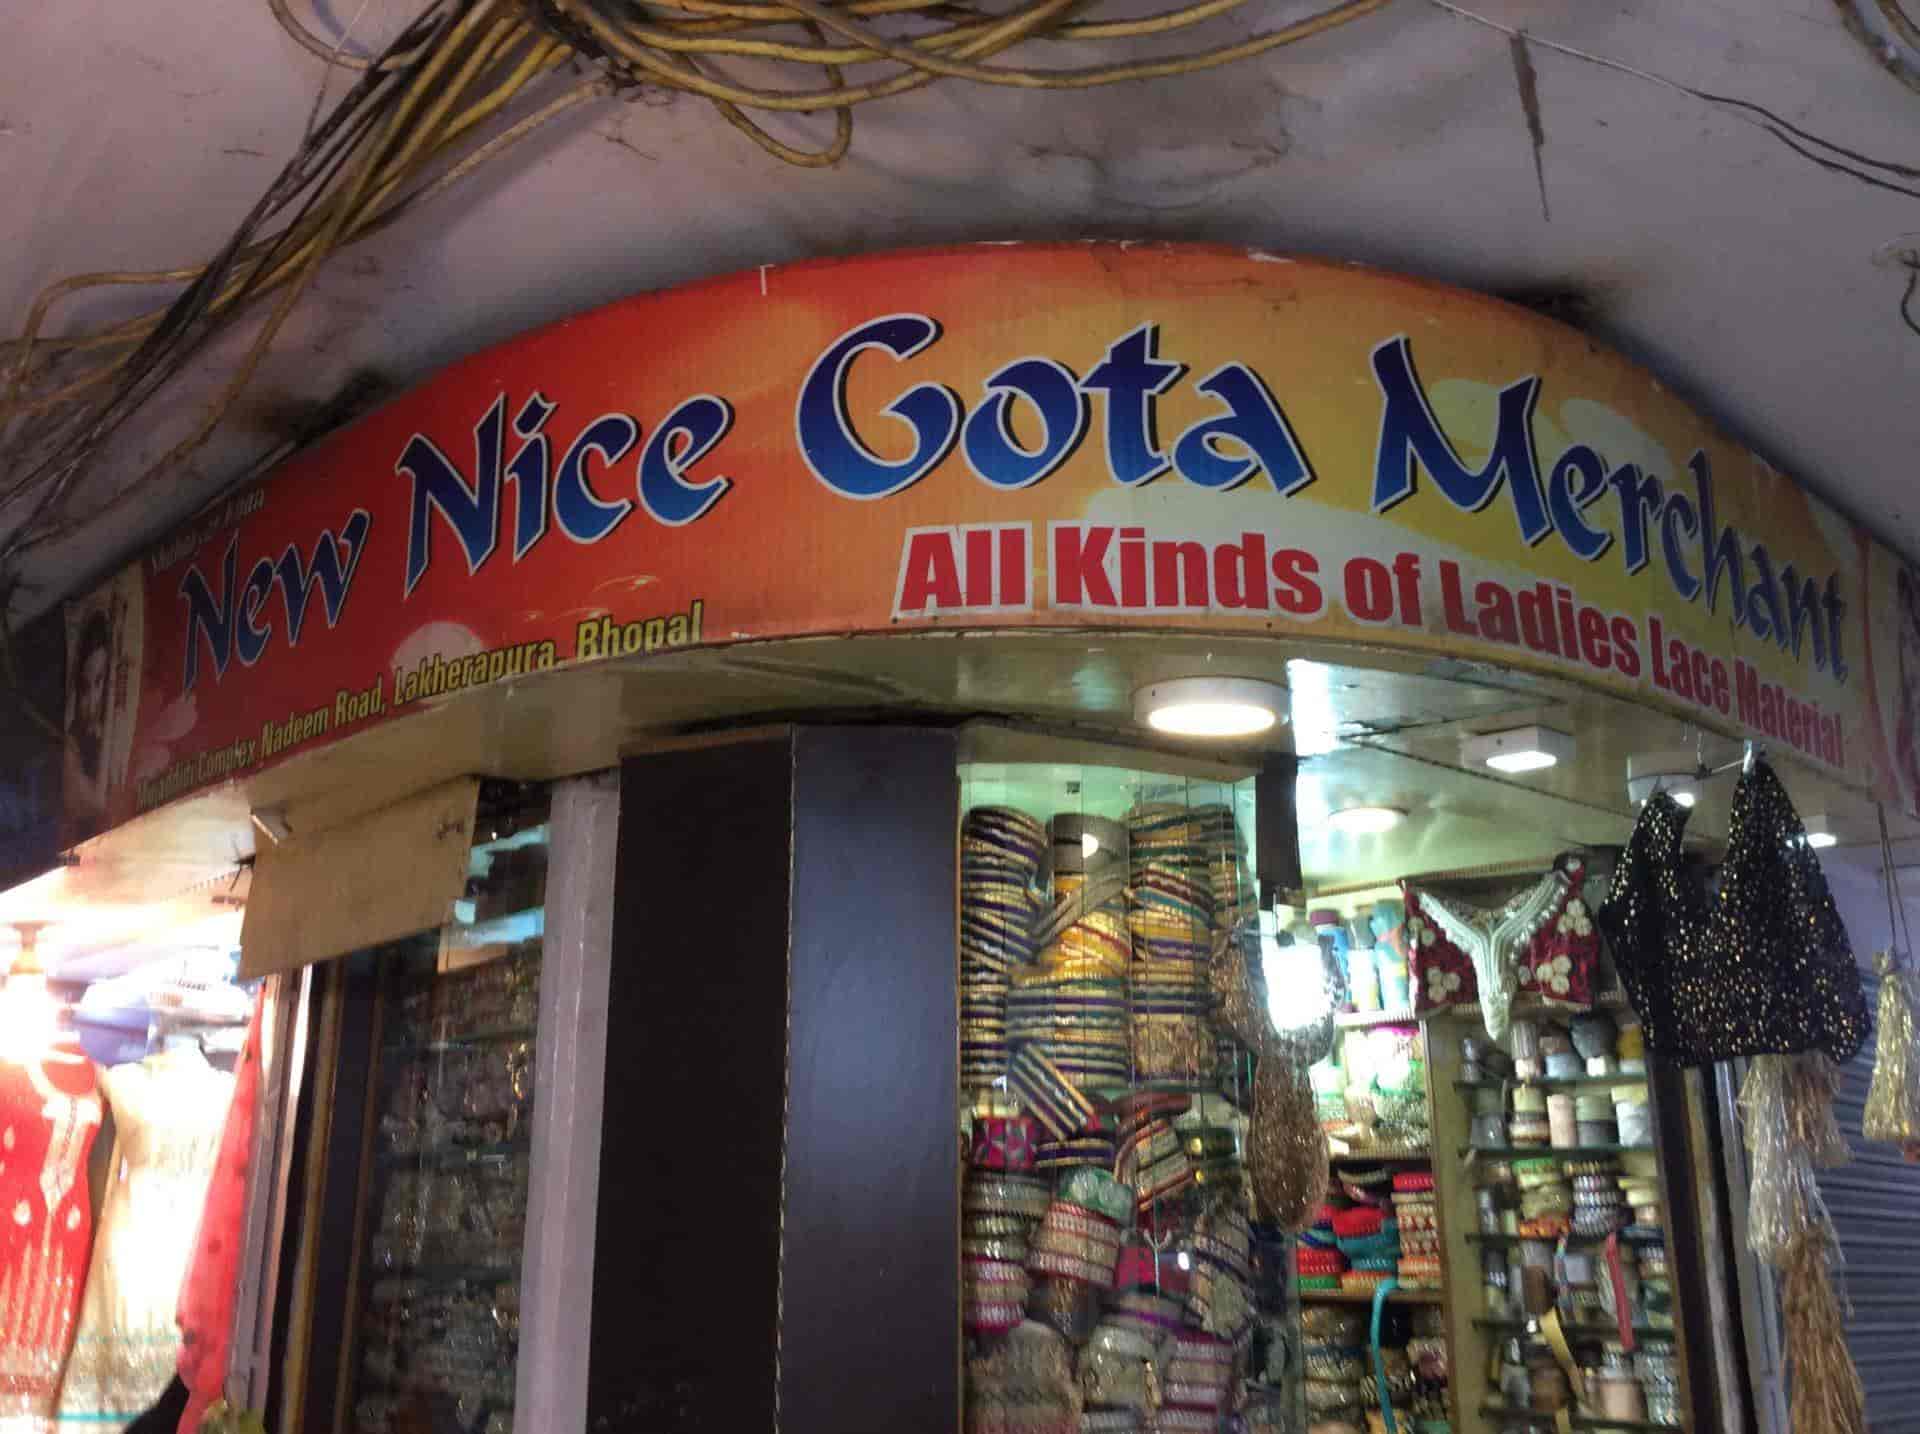 New Nice Gota Merchant
All Kinds of Ladies Lace Material
Complex Nadeem Road, Lakherapura, Bhopal